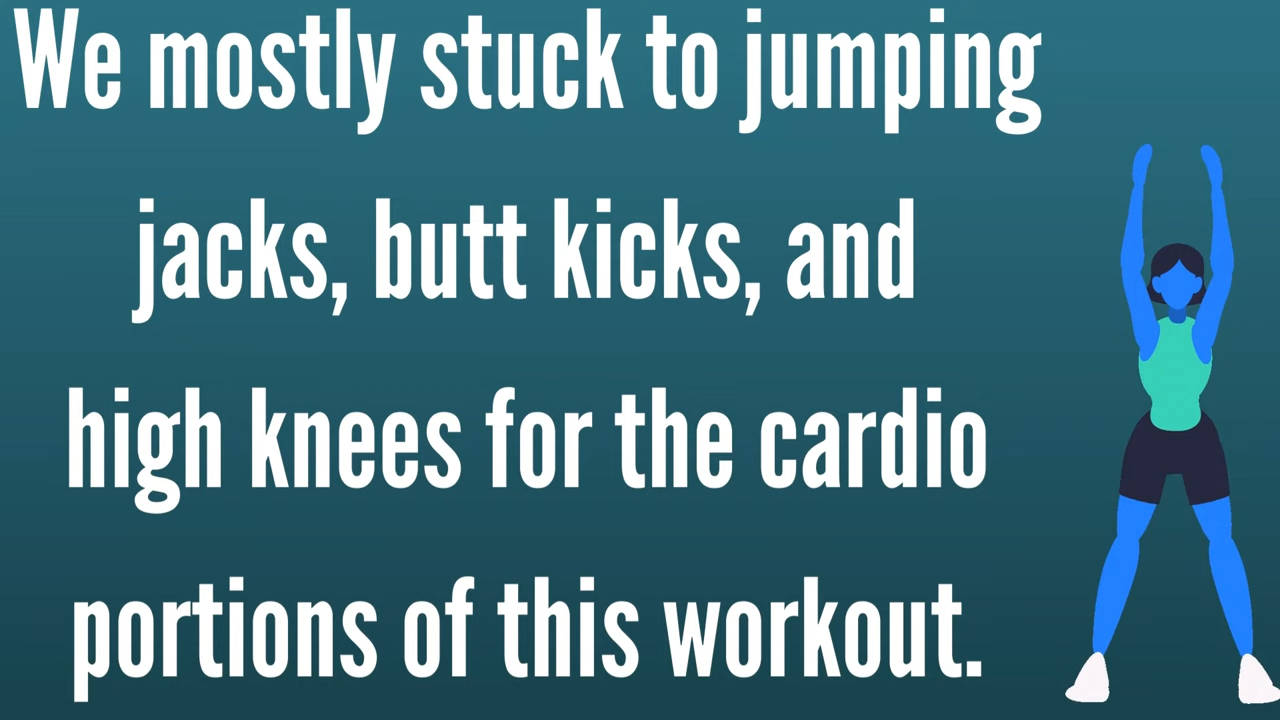 We mostly stuck to jumping
jacks, butt kicks, and
high knees for the cardio
portions of this workout.